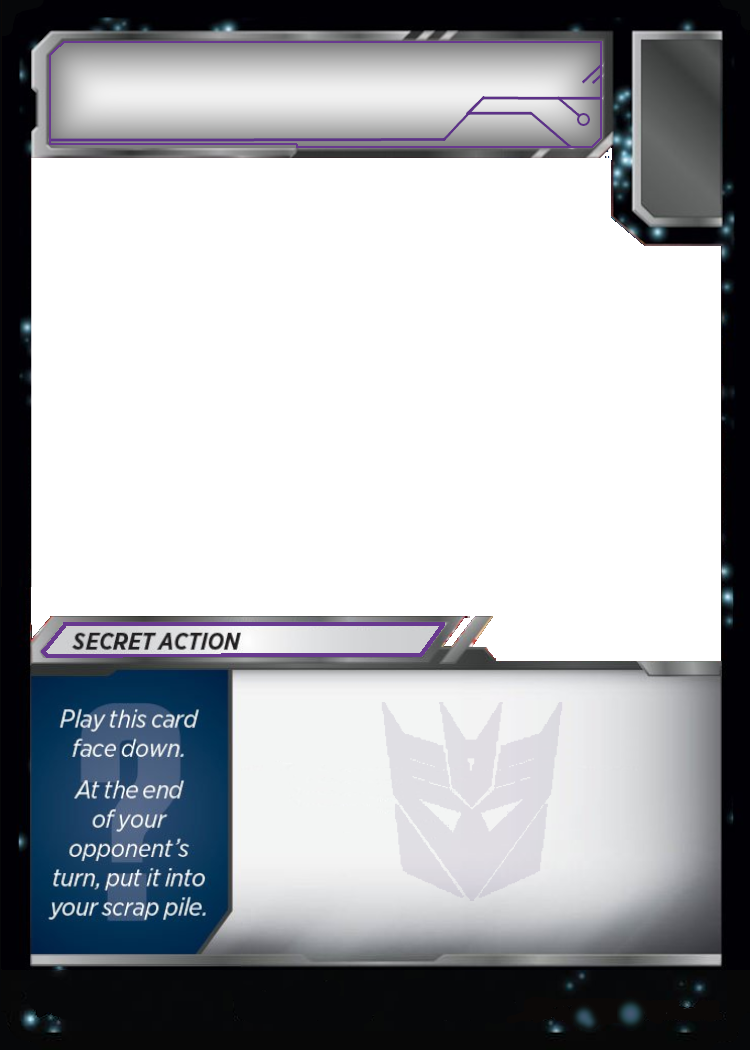 SECRET ACTION
Play this card
face down.
At the end
of your
opponent's
turn, put it into
your scrap pile.